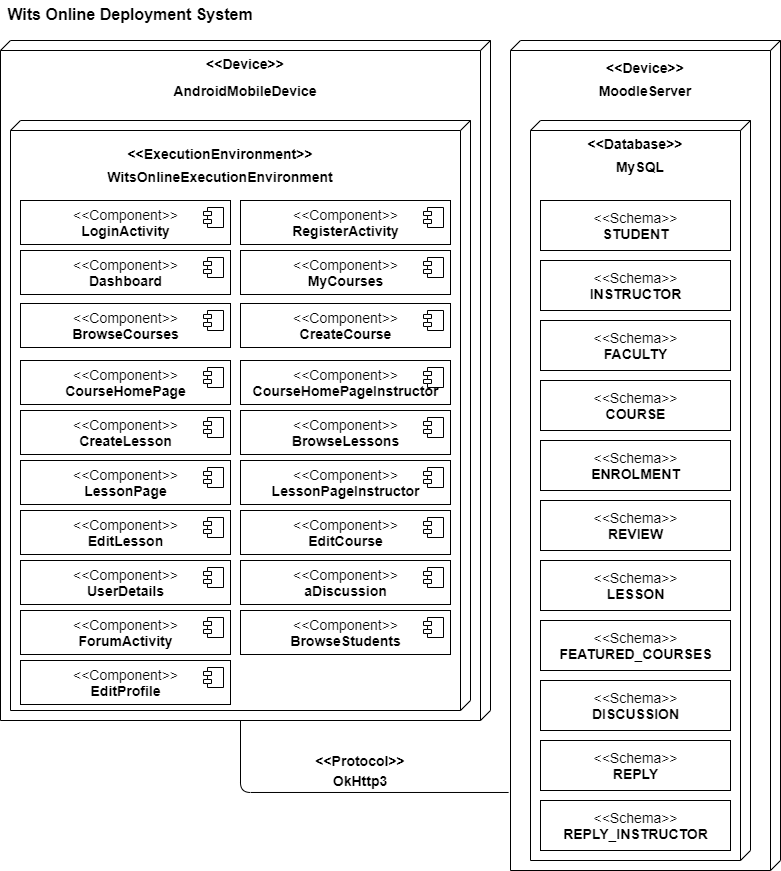 Wits Online Deployment System
<<Device>>
AndroidMobileDevice
<<ExecutionEnvironment>>
WitsOnlineExecutionEnvironment
<<Component>>
LoginActivity
<<Component>>
RegisterActivity
<<Component>>
Dashboard
<<Component>>
MyCourses
<<Component>>
BrowseCourses
<<Component>>
CreateCourse
<<Component>>
CourseHomePage
<<Component>>
CourseHomePageInstructor
<<Component>>
CreateLesson
<<Component>>
BrowseLessons
<<Component>>
LessonPage
<<Component>>
LessonPageInstructor
<<Component>>
EditLesson
<<Component>>
EditCourse
<<Component>>
UserDetails
<<Component>>
aDiscussion
<<Component>>
ForumActivity
<<Component>>
BrowseStudents
<<Component>>
EditProfile
<<Protocol>>
OkHttp3
<<Device>>
MoodleServer
<<Database>>
MySQL
<<Schema>>
STUDENT
<<Schema>>
INSTRUCTOR
<<Schema>>
FACULTY
<<Schema>>
COURSE
<<Schema>>
ENROLMENT
<<Schema>>
REVIEW
<<Schema>>
LESSON
<<Schema>>
FEATURED_COURSES
<<Schema>>
DISCUSSION
<<Schema>>
REPLY
<<Schema>>
REPLY_INSTRUCTOR